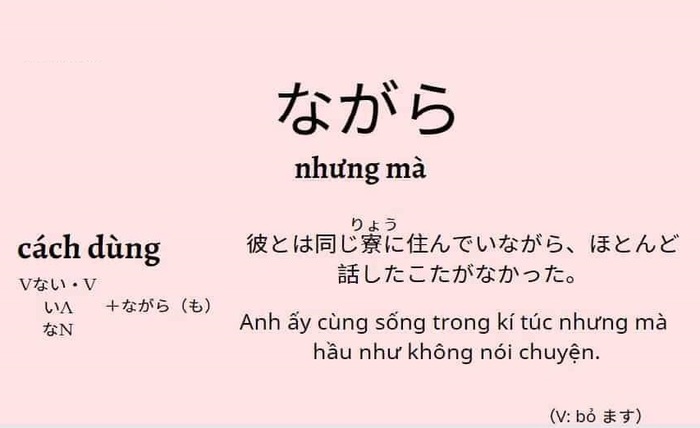 ながら
nhưng mà
cách dùng
Vない・V
いΛ
なN
＋ながら（も）
りょう
彼とは同じ寮に住んでいながら、ほとんど
話したこたがなかった。
Anh ấy cùng sống trong kí túc nhưng mà
hầu như không nói chuyện.
（V: bỏ ます）